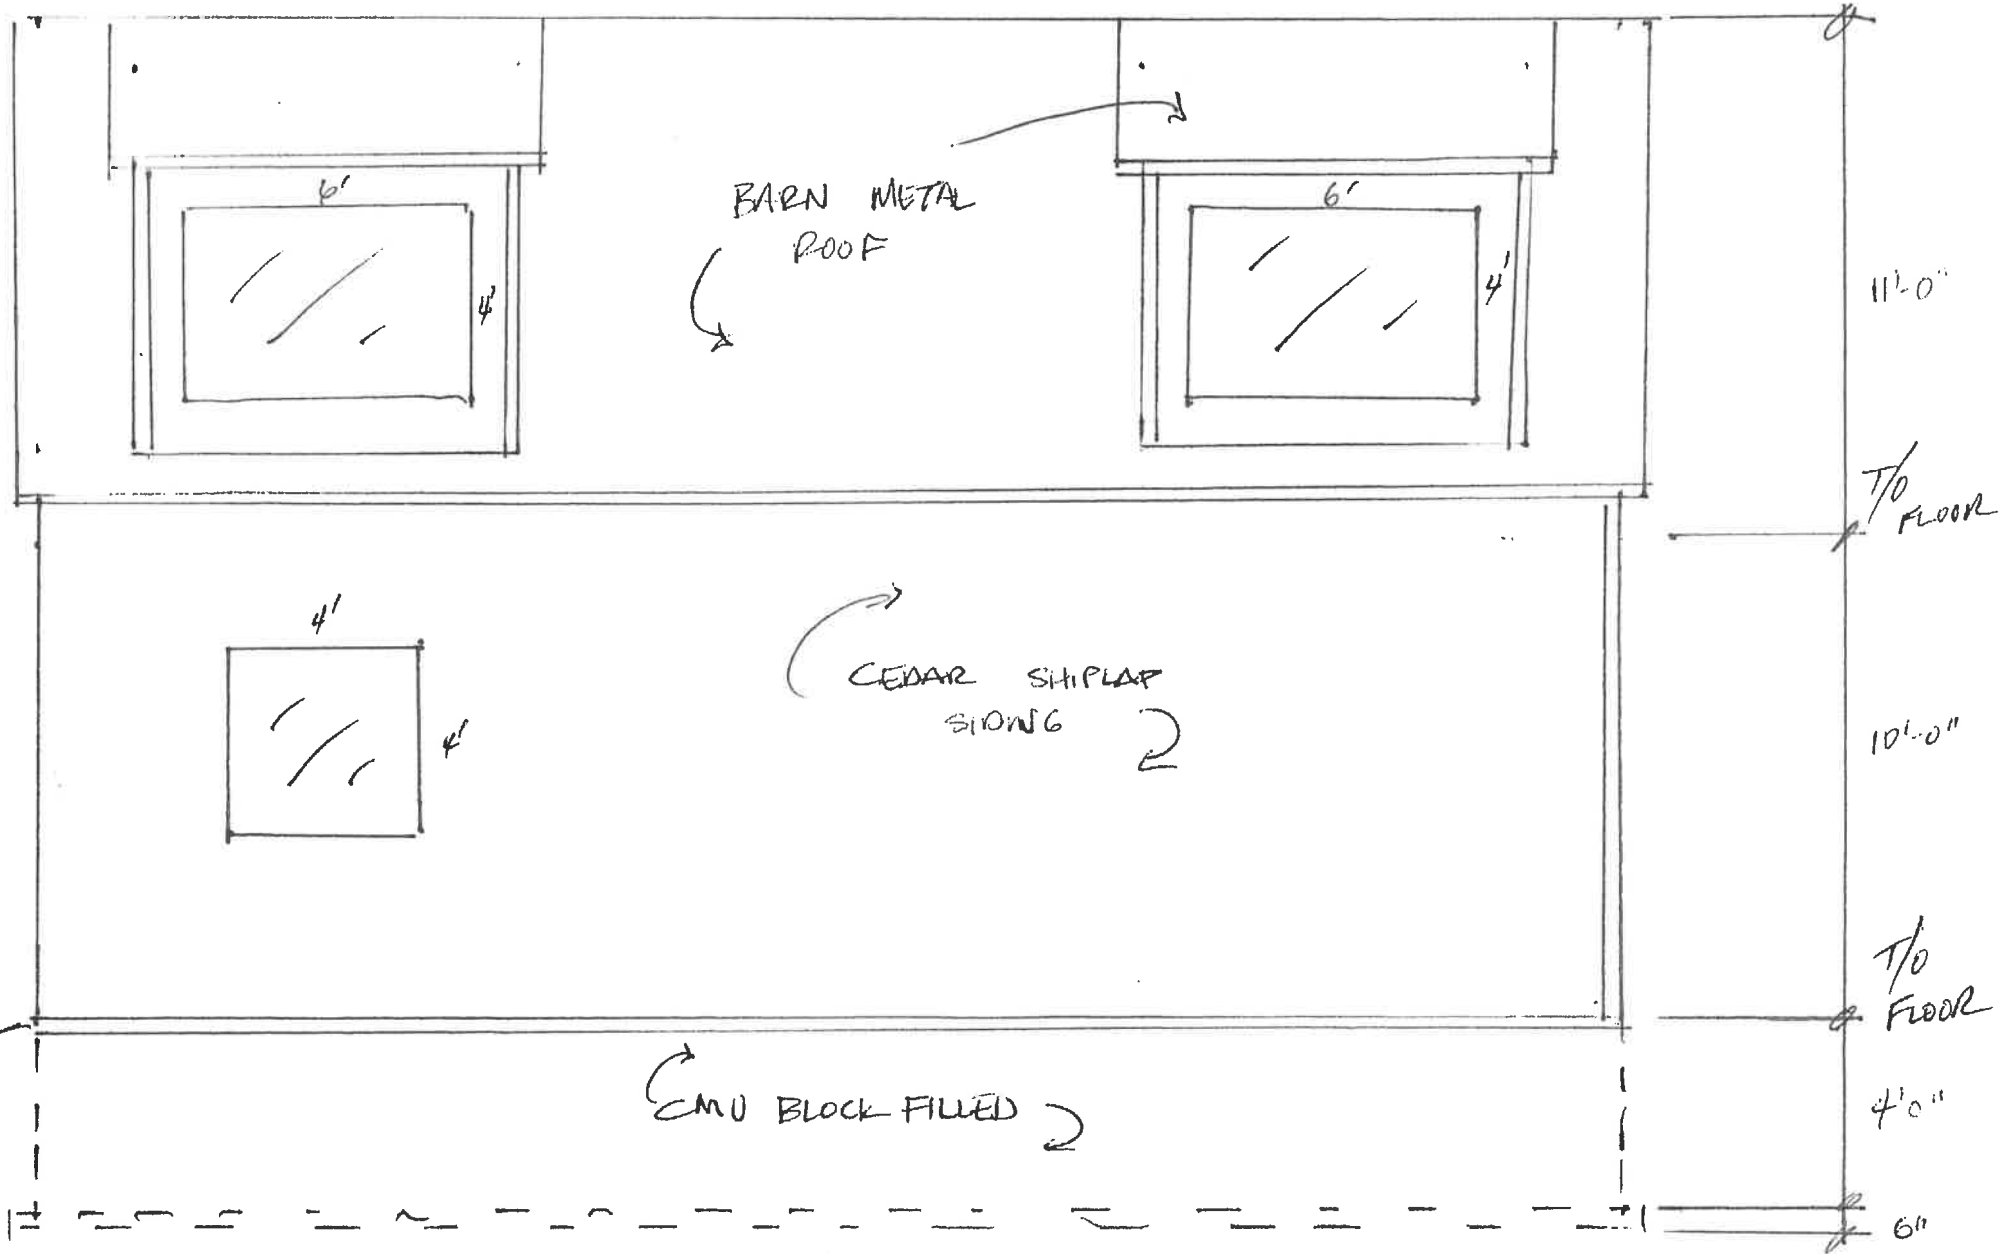 6'
6'
BARN METAL
ROOF
4'
4'
11'-0"
T/O
FLOOR
4'
CEDAR SHIPLAP
SIDING
4'
10'-0"
T/O
FLOOR
CMU BLOCK FILLED
4'0"
6"